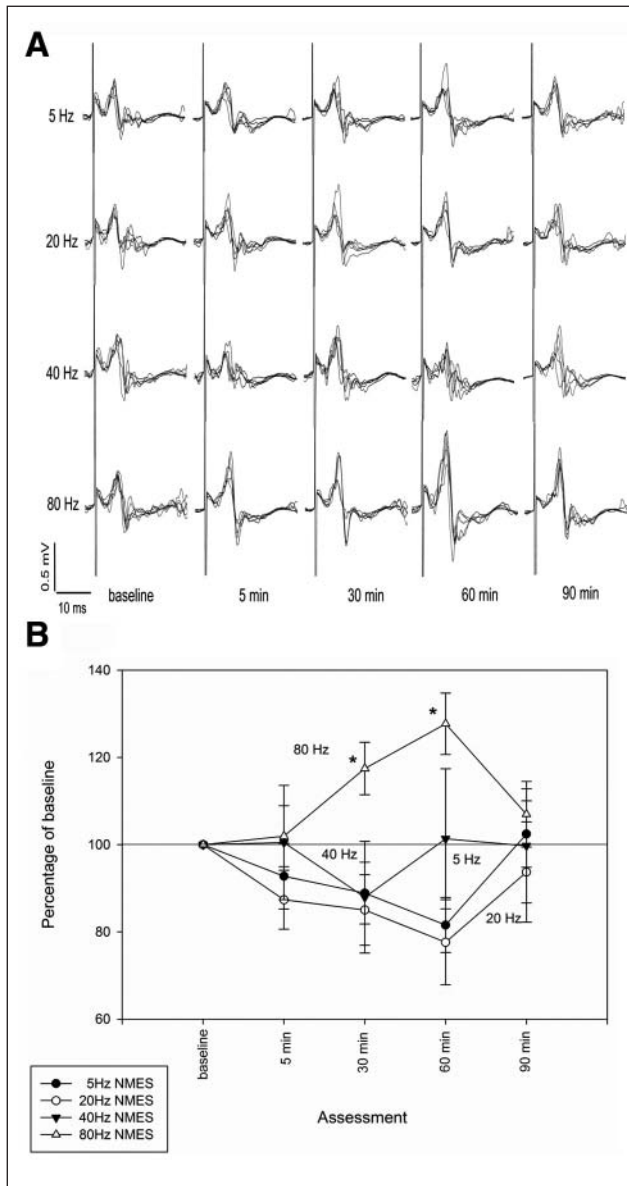 A
5 Hz
20 Hz
40 Hz
80 Hz
0.5 mV
10 ms
baseline 5 min 30 min 60 min 90 min
B
140
120
100
80
60
Percentage of baseline
80 Hz
*
*
40 Hz
5 Hz
20 Hz
baseline
5 min
30 min
60 min
90 min
Assessment
5Hz NMES
20Hz NMES
40Hz NMES
80Hz NMES